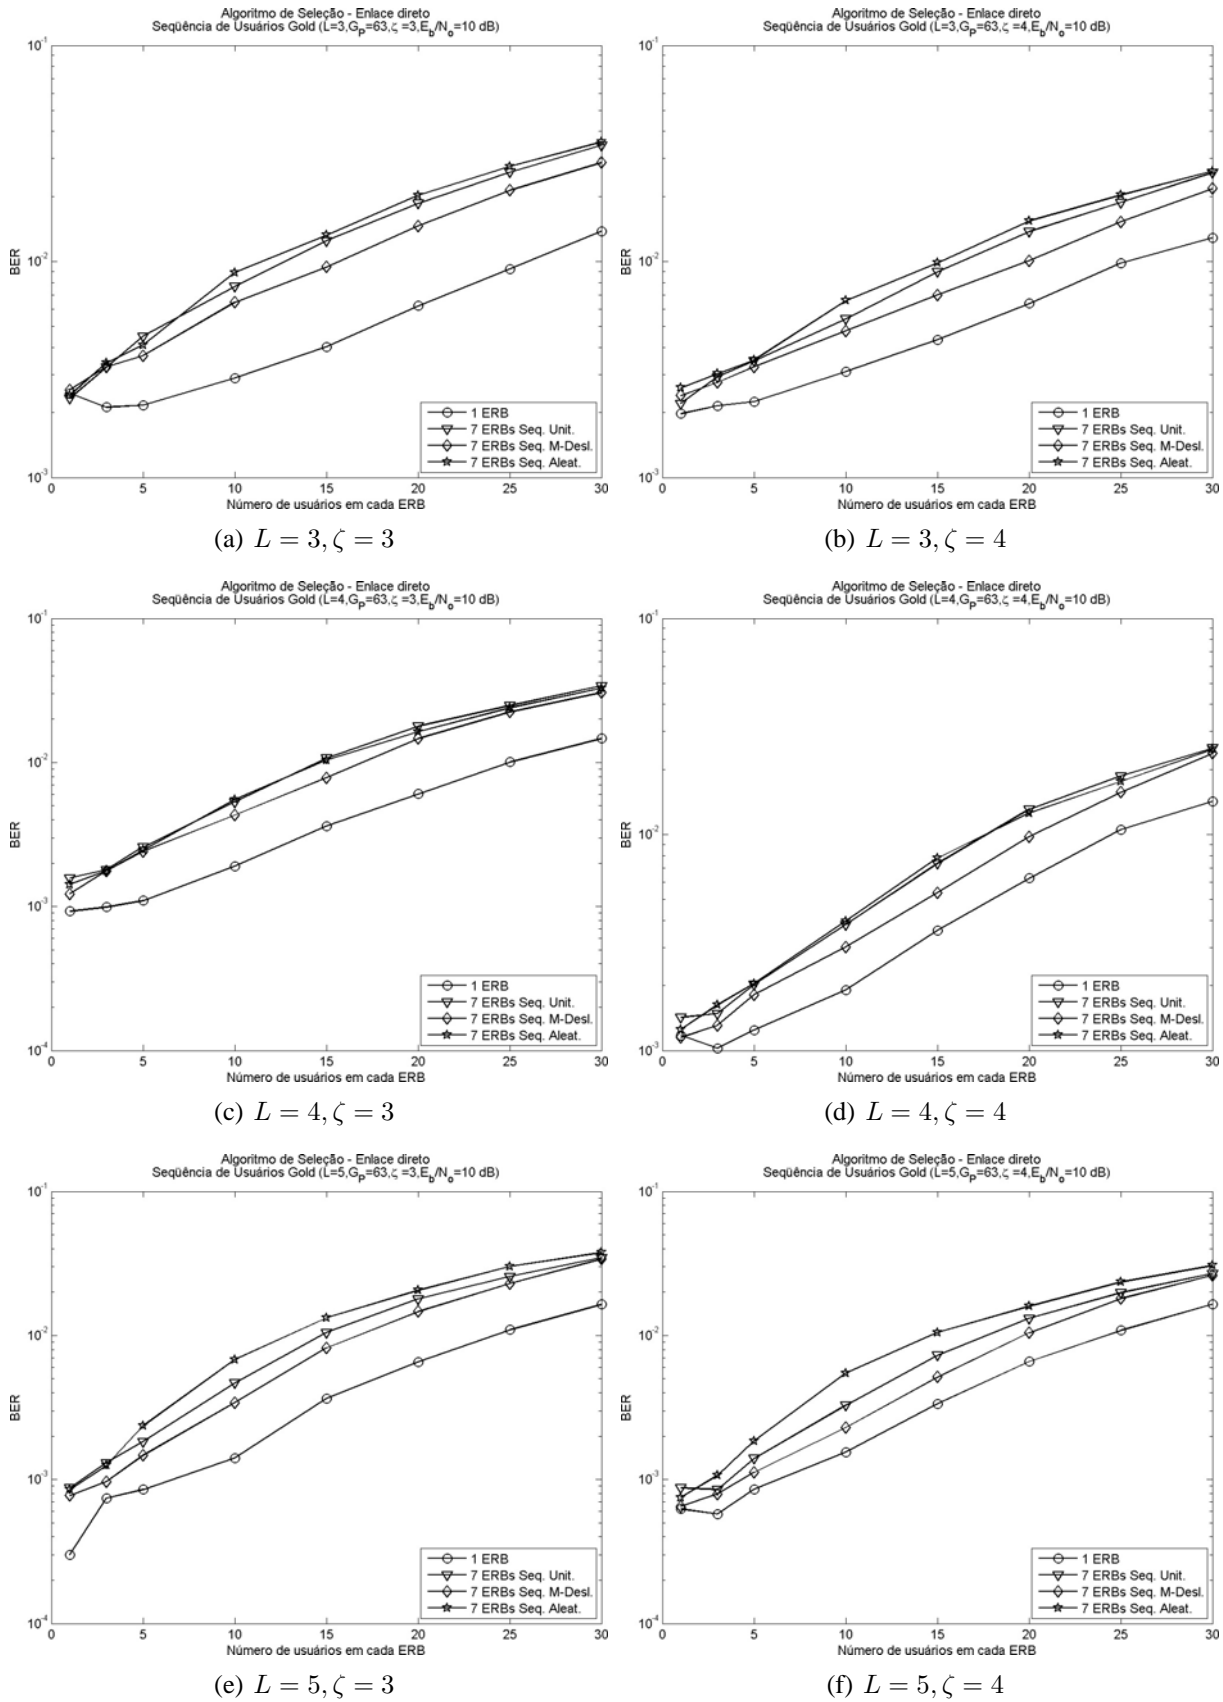 Algoritmo de Seleção - Enlace direto
Seqüência de Usuários Gold (L=3,G_P=63,ζ =3,E_b/N_o=10 dB)
10^-1
10^-2
10^-3
BER
0 5 10 15 20 25 30
Número de usuários em cada ERB
1 ERB
7 ERBs Seq. Unit.
7 ERBs Seq. M-Desl.
7 ERBs Seq. Aleat.
(a) L = 3, ζ = 3
Algoritmo de Seleção - Enlace direto
Seqüência de Usuários Gold (L=3,G_P=63,ζ =4,E_b/N_o=10 dB)
10^-1
10^-2
10^-3
BER
0 5 10 15 20 25 30
Número de usuários em cada ERB
1 ERB
7 ERBs Seq. Unit.
7 ERBs Seq. M-Desl.
7 ERBs Seq. Aleat.
(b) L = 3, ζ = 4
Algoritmo de Seleção - Enlace direto
Seqüência de Usuários Gold (L=4,G_P=63,ζ =3,E_b/N_o=10 dB)
10^-1
10^-2
10^-3
10^-4
BER
0 5 10 15 20 25 30
Número de usuários em cada ERB
1 ERB
7 ERBs Seq. Unit.
7 ERBs Seq. M-Desl.
7 ERBs Seq. Aleat.
(c) L = 4, ζ = 3
Algoritmo de Seleção - Enlace direto
Seqüência de Usuários Gold (L=4,G_P=63,ζ =4,E_b/N_o=10 dB)
10^-1
10^-2
10^-3
BER
0 5 10 15 20 25 30
Número de usuários em cada ERB
1 ERB
7 ERBs Seq. Unit.
7 ERBs Seq. M-Desl.
7 ERBs Seq. Aleat.
(d) L = 4, ζ = 4
Algoritmo de Seleção - Enlace direto
Seqüência de Usuários Gold (L=5,G_P=63,ζ =3,E_b/N_o=10 dB)
10^-1
10^-2
10^-3
10^-4
BER
0 5 10 15 20 25 30
Número de usuários em cada ERB
1 ERB
7 ERBs Seq. Unit.
7 ERBs Seq. M-Desl.
7 ERBs Seq. Aleat.
(e) L = 5, ζ = 3
Algoritmo de Seleção - Enlace direto
Seqüência de Usuários Gold (L=5,G_P=63,ζ =4,E_b/N_o=10 dB)
10^-1
10^-2
10^-3
10^-4
BER
0 5 10 15 20 25 30
Número de usuários em cada ERB
1 ERB
7 ERBs Seq. Unit.
7 ERBs Seq. M-Desl.
7 ERBs Seq. Aleat.
(f) L = 5, ζ = 4